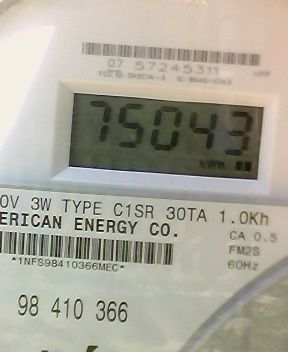 07 57245311
75043
kWh
0V 3W TYPE C1SR 30TA 1.0Kh
ERICAN ENERGY CO.
CA 0.5
FM2S
60Hz
*1NFS98410366MEC*
98 410 366